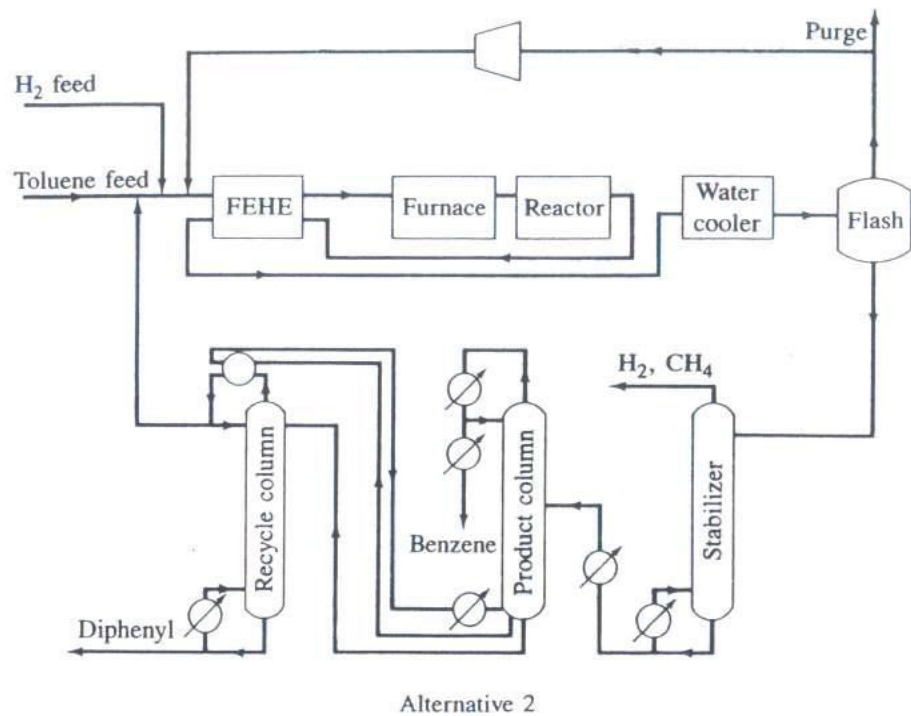 Purge
H₂ feed
Toluene feed
FEHE
Furnace
Reactor
Water
cooler
Flash
H₂, CH₄
Recycle column
Product column
Stabilizer
Benzene
Diphenyl
Alternative 2